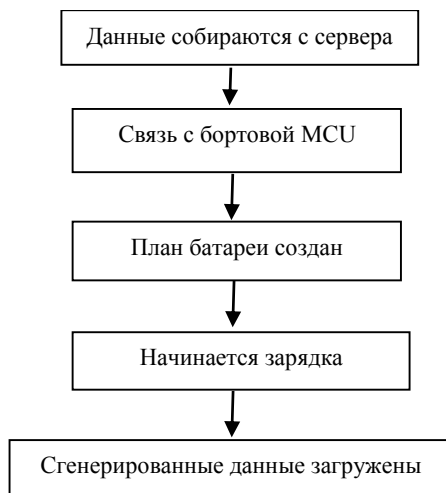 Данные собираются с сервера
Связь с бортовой MCU
План батареи создан
Начинается зарядка
Сгенерированные данные загружены